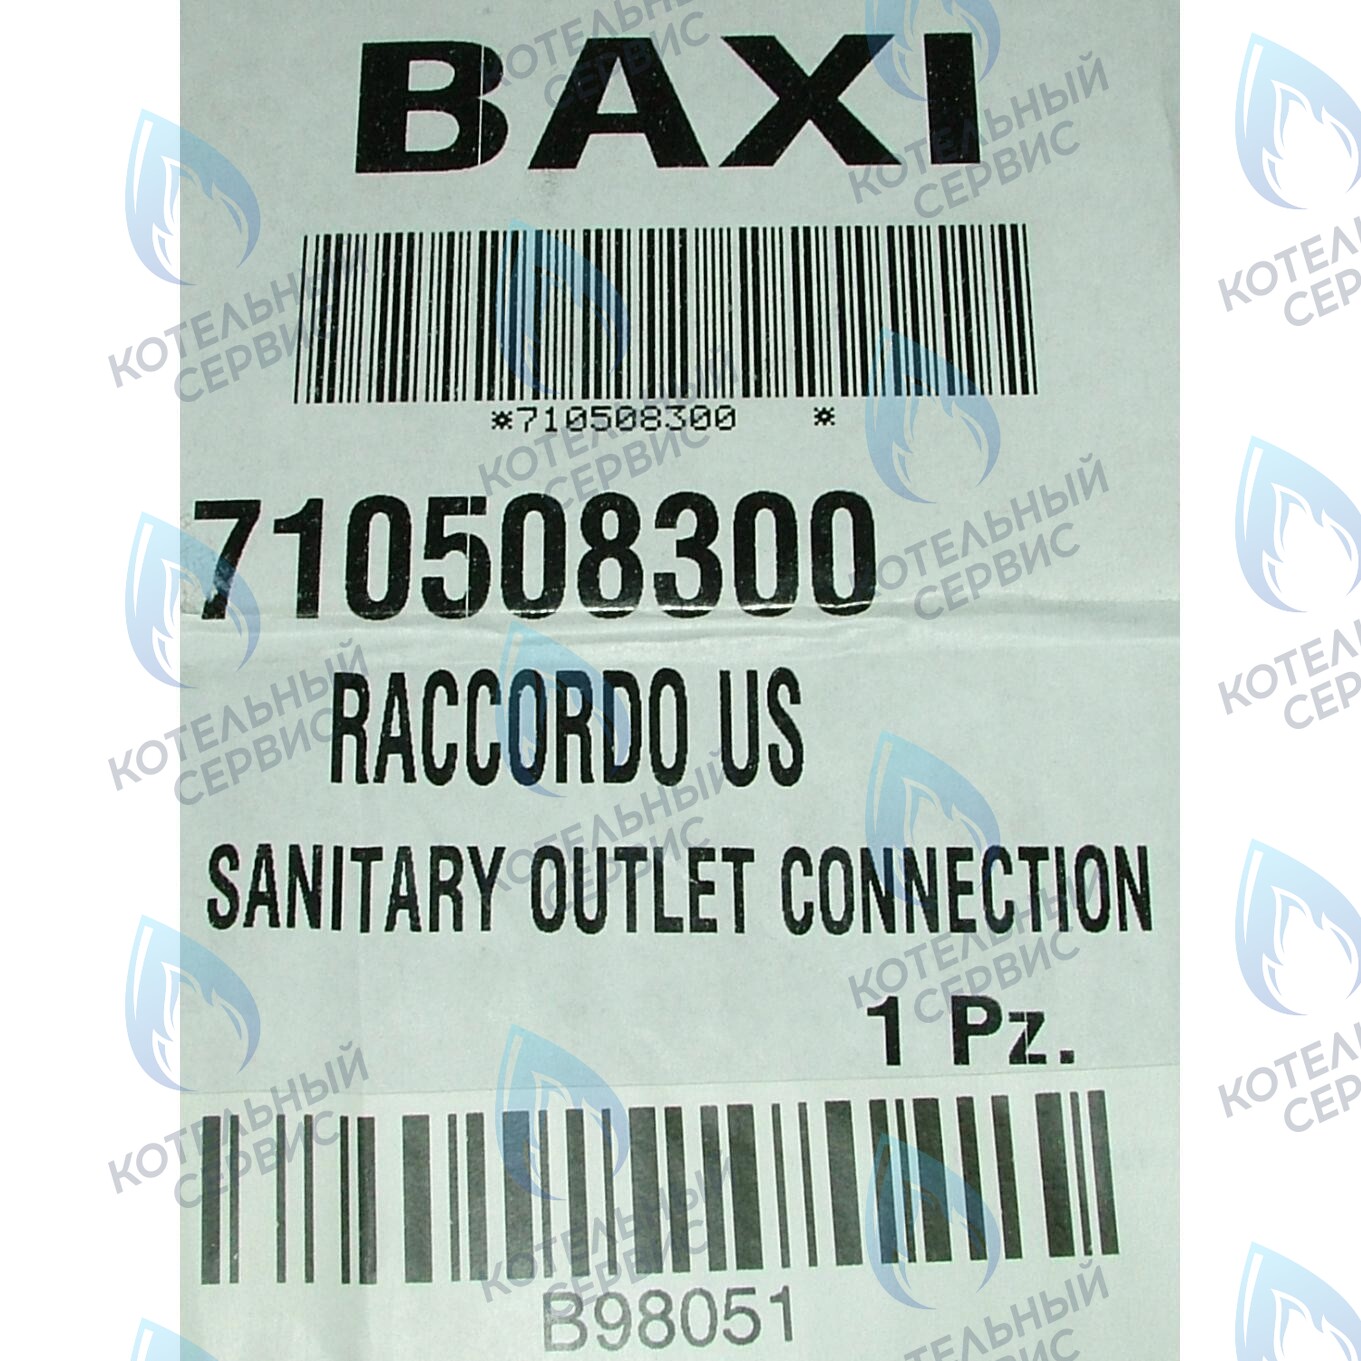 BAXI
*710508300 *
710508300
RACCORDO US
SANITARY OUTLET CONNECTION
1 Pz.
B98051
КОТЕЛЬНЫЙ
СЕРВИС